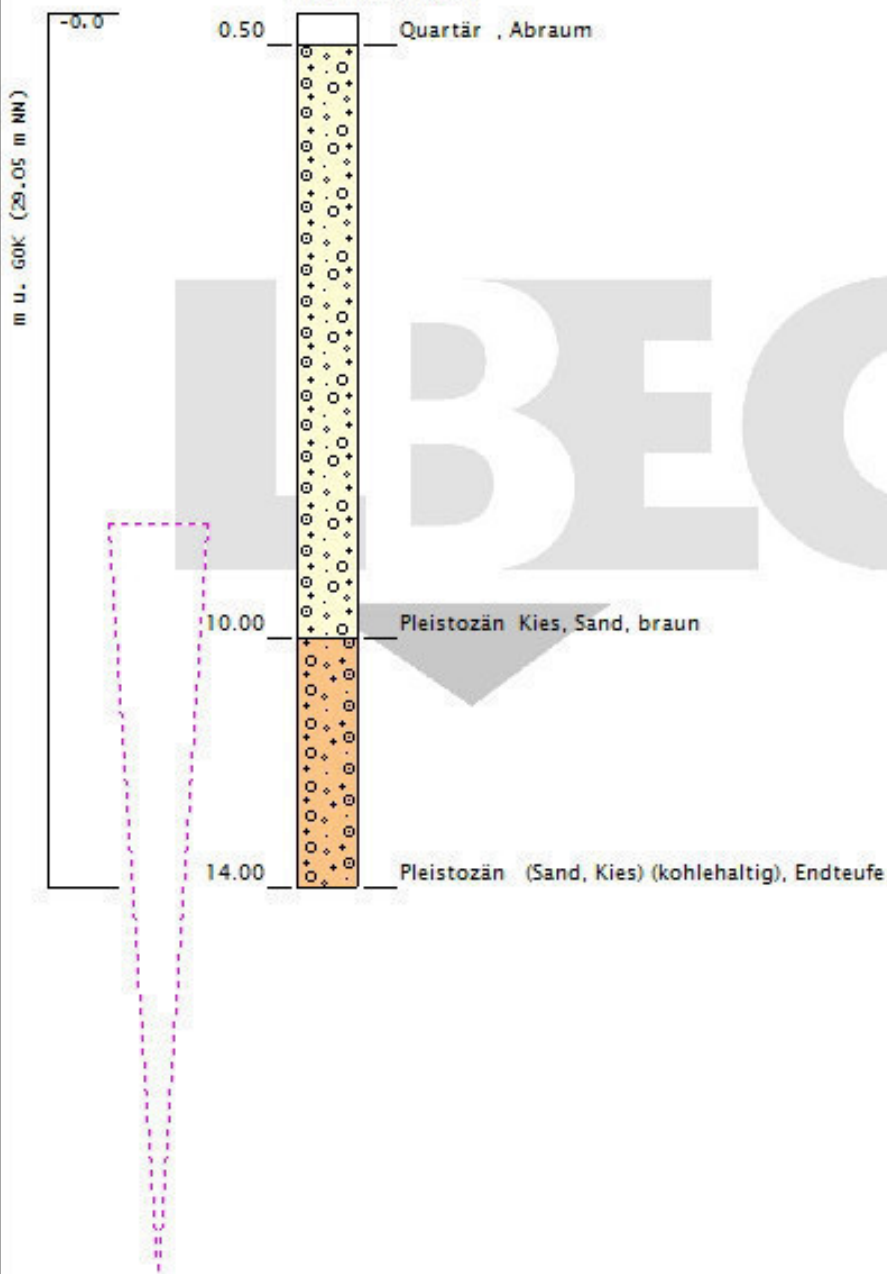 -0.0
m u. GOK (29.05 m NN)
0.50 Quartär , Abraum
LBEG
10.00 Pleistozän Kies, Sand, braun
14.00 Pleistozän (Sand, Kies) (kohlehaltig), Endteufe